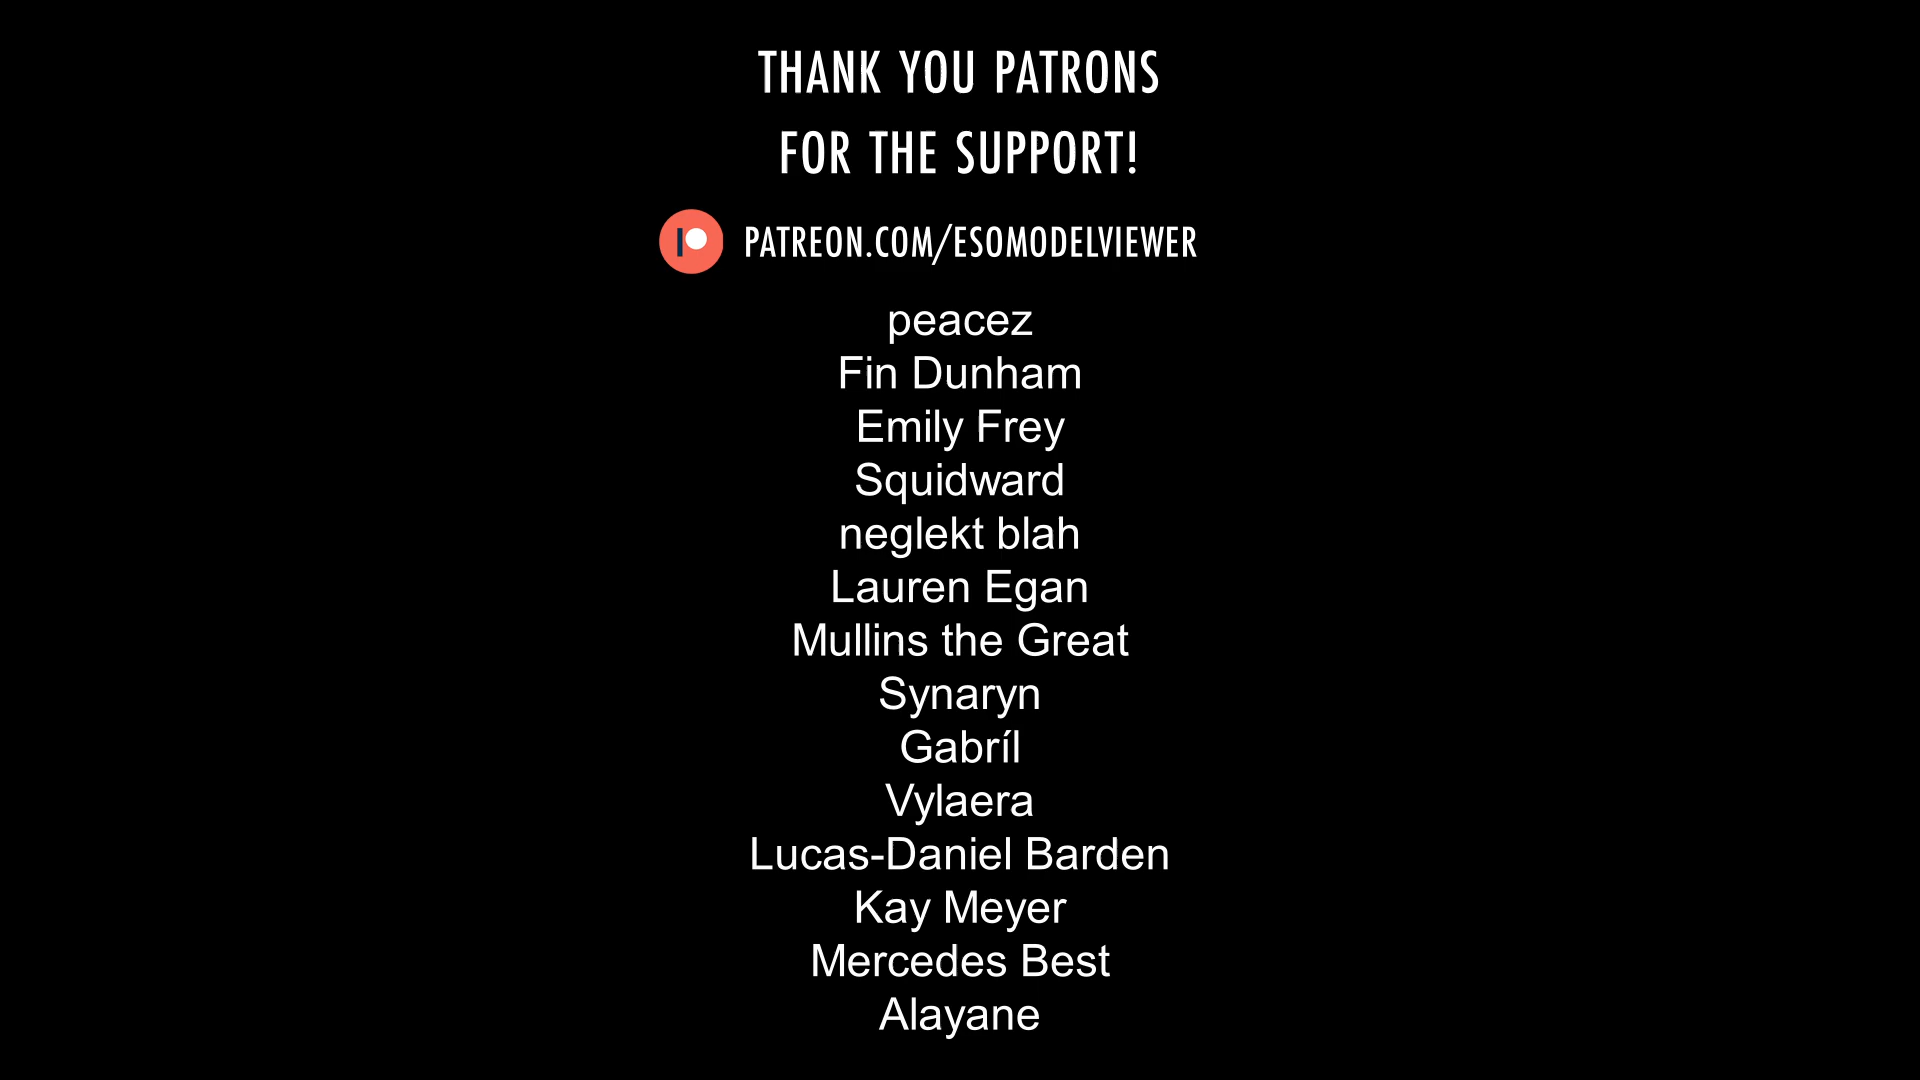 THANK YOU PATRONS
FOR THE SUPPORT!
PATREON.COM/ESOMODELVIEWER
peacez
Fin Dunham
Emily Frey
Squidward
neglekt blah
Lauren Egan
Mullins the Great
Synaryn
Gabríl
Vylaera
Lucas-Daniel Barden
Kay Meyer
Mercedes Best
Alayane